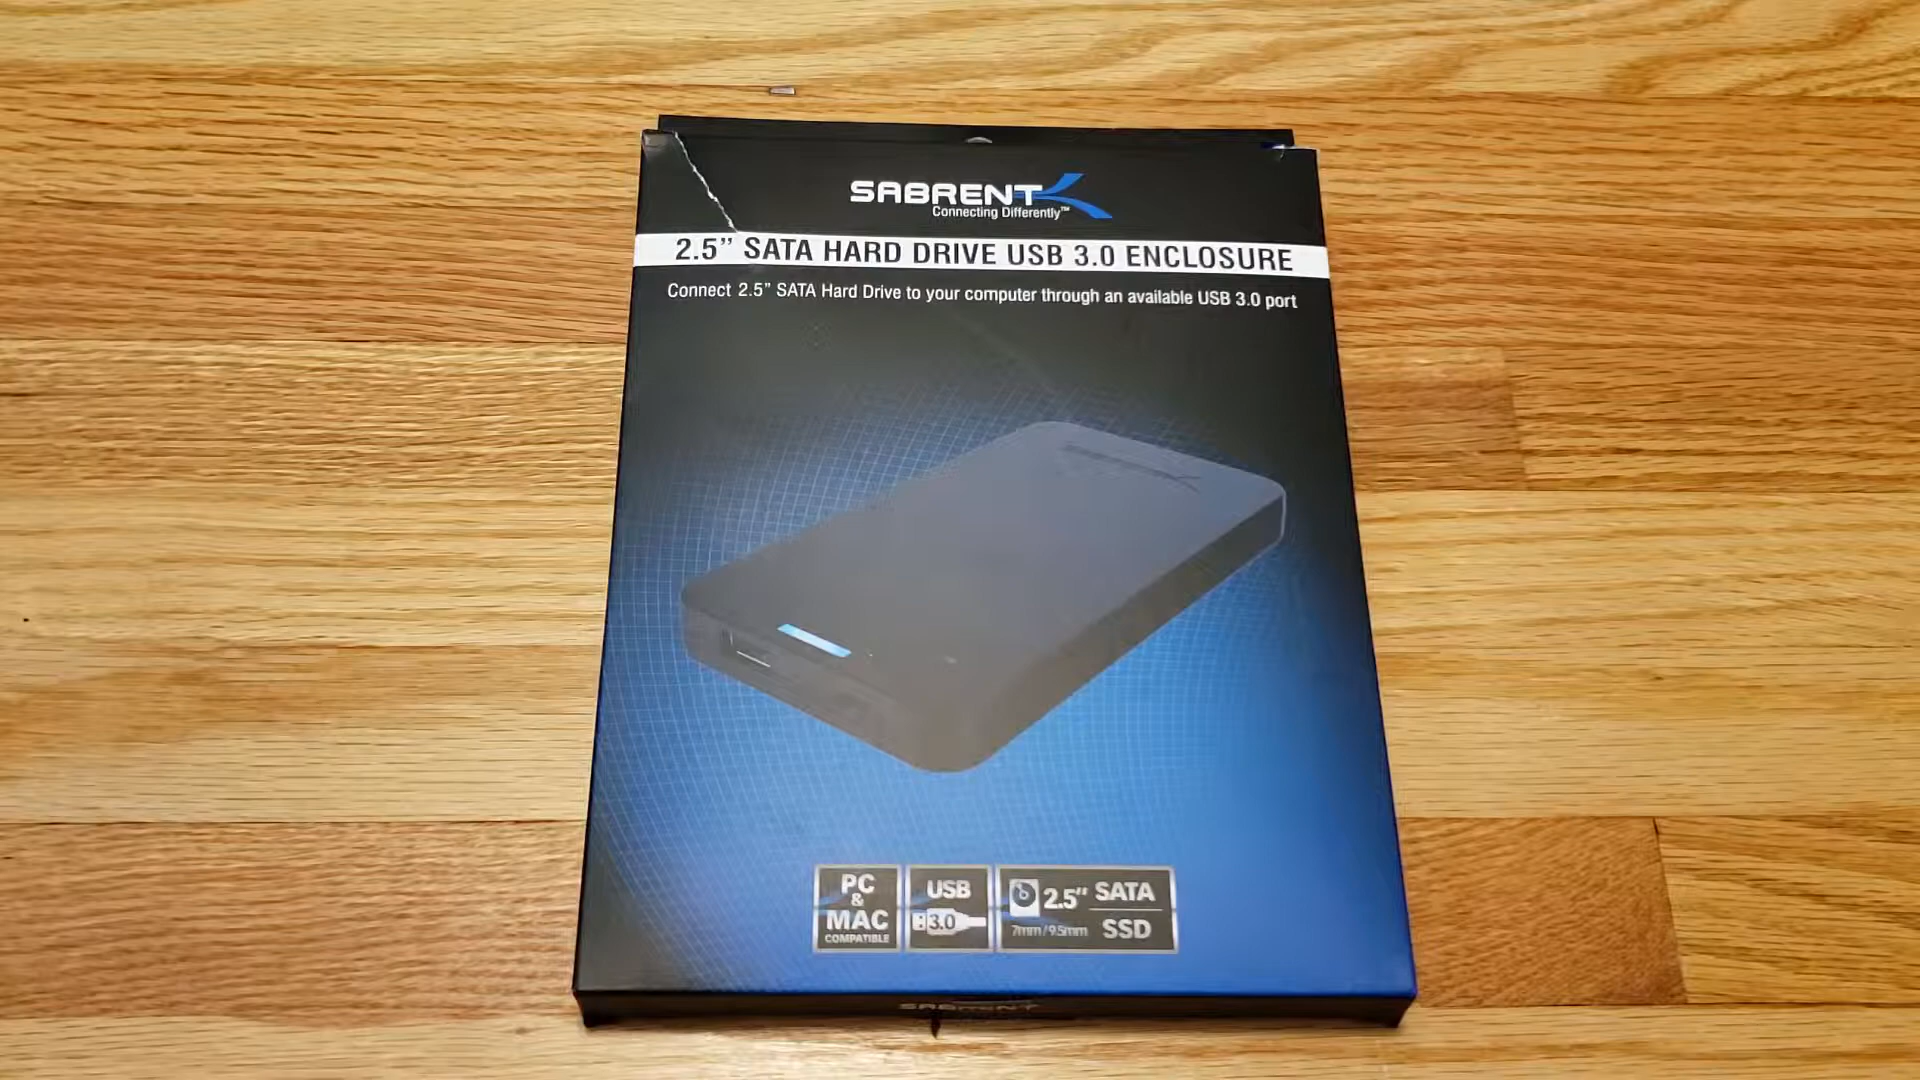 SABRENT
Connecting Differently™
2.5” SATA HARD DRIVE USB 3.0 ENCLOSURE
Connect 2.5” SATA Hard Drive to your computer through an available USB 3.0 port
PC
&
MAC
COMPATIBLE
USB
3.0
2.5” SATA
7mm/9.5mm SSD
SABRENT